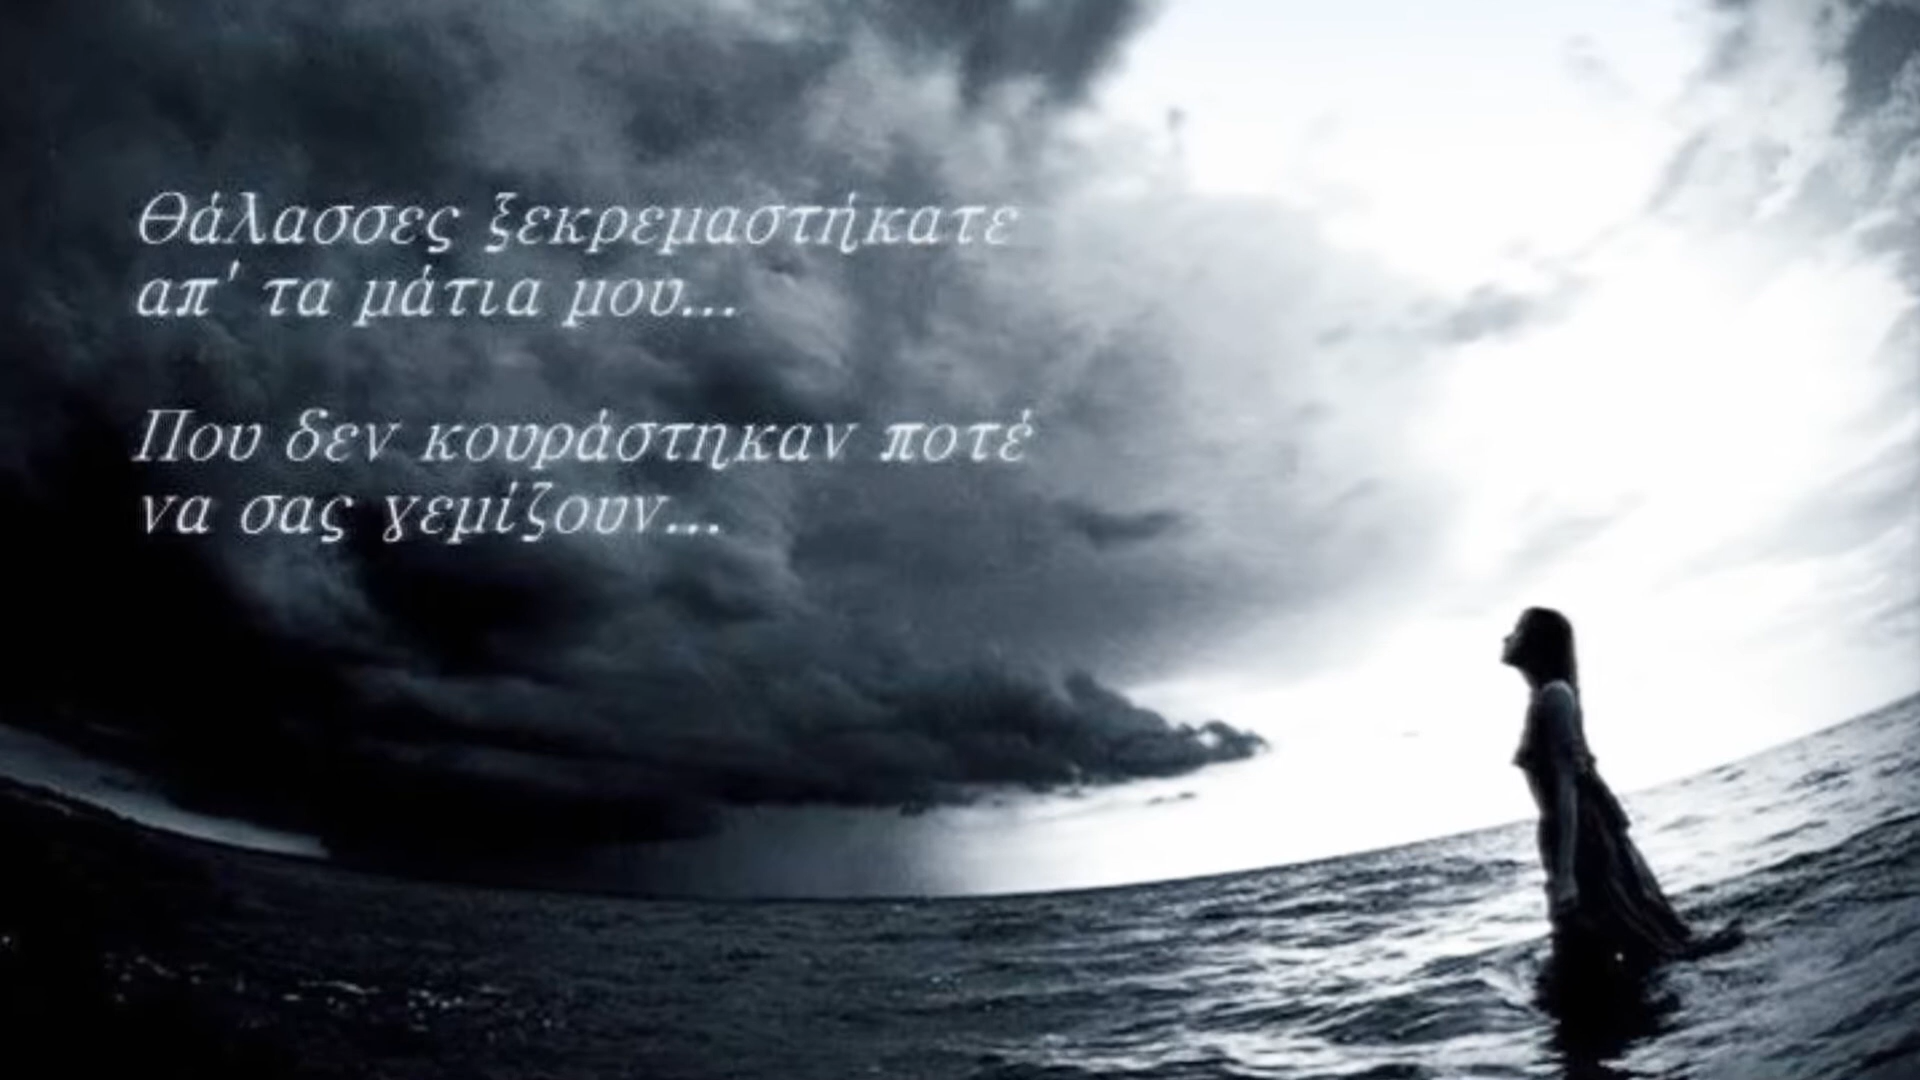 Θάλασσες ξεκρεμαστήκατε
απ' τα μάτια μου...
Που δεν κουράστηκαν ποτέ
να σας γεμίζουν...